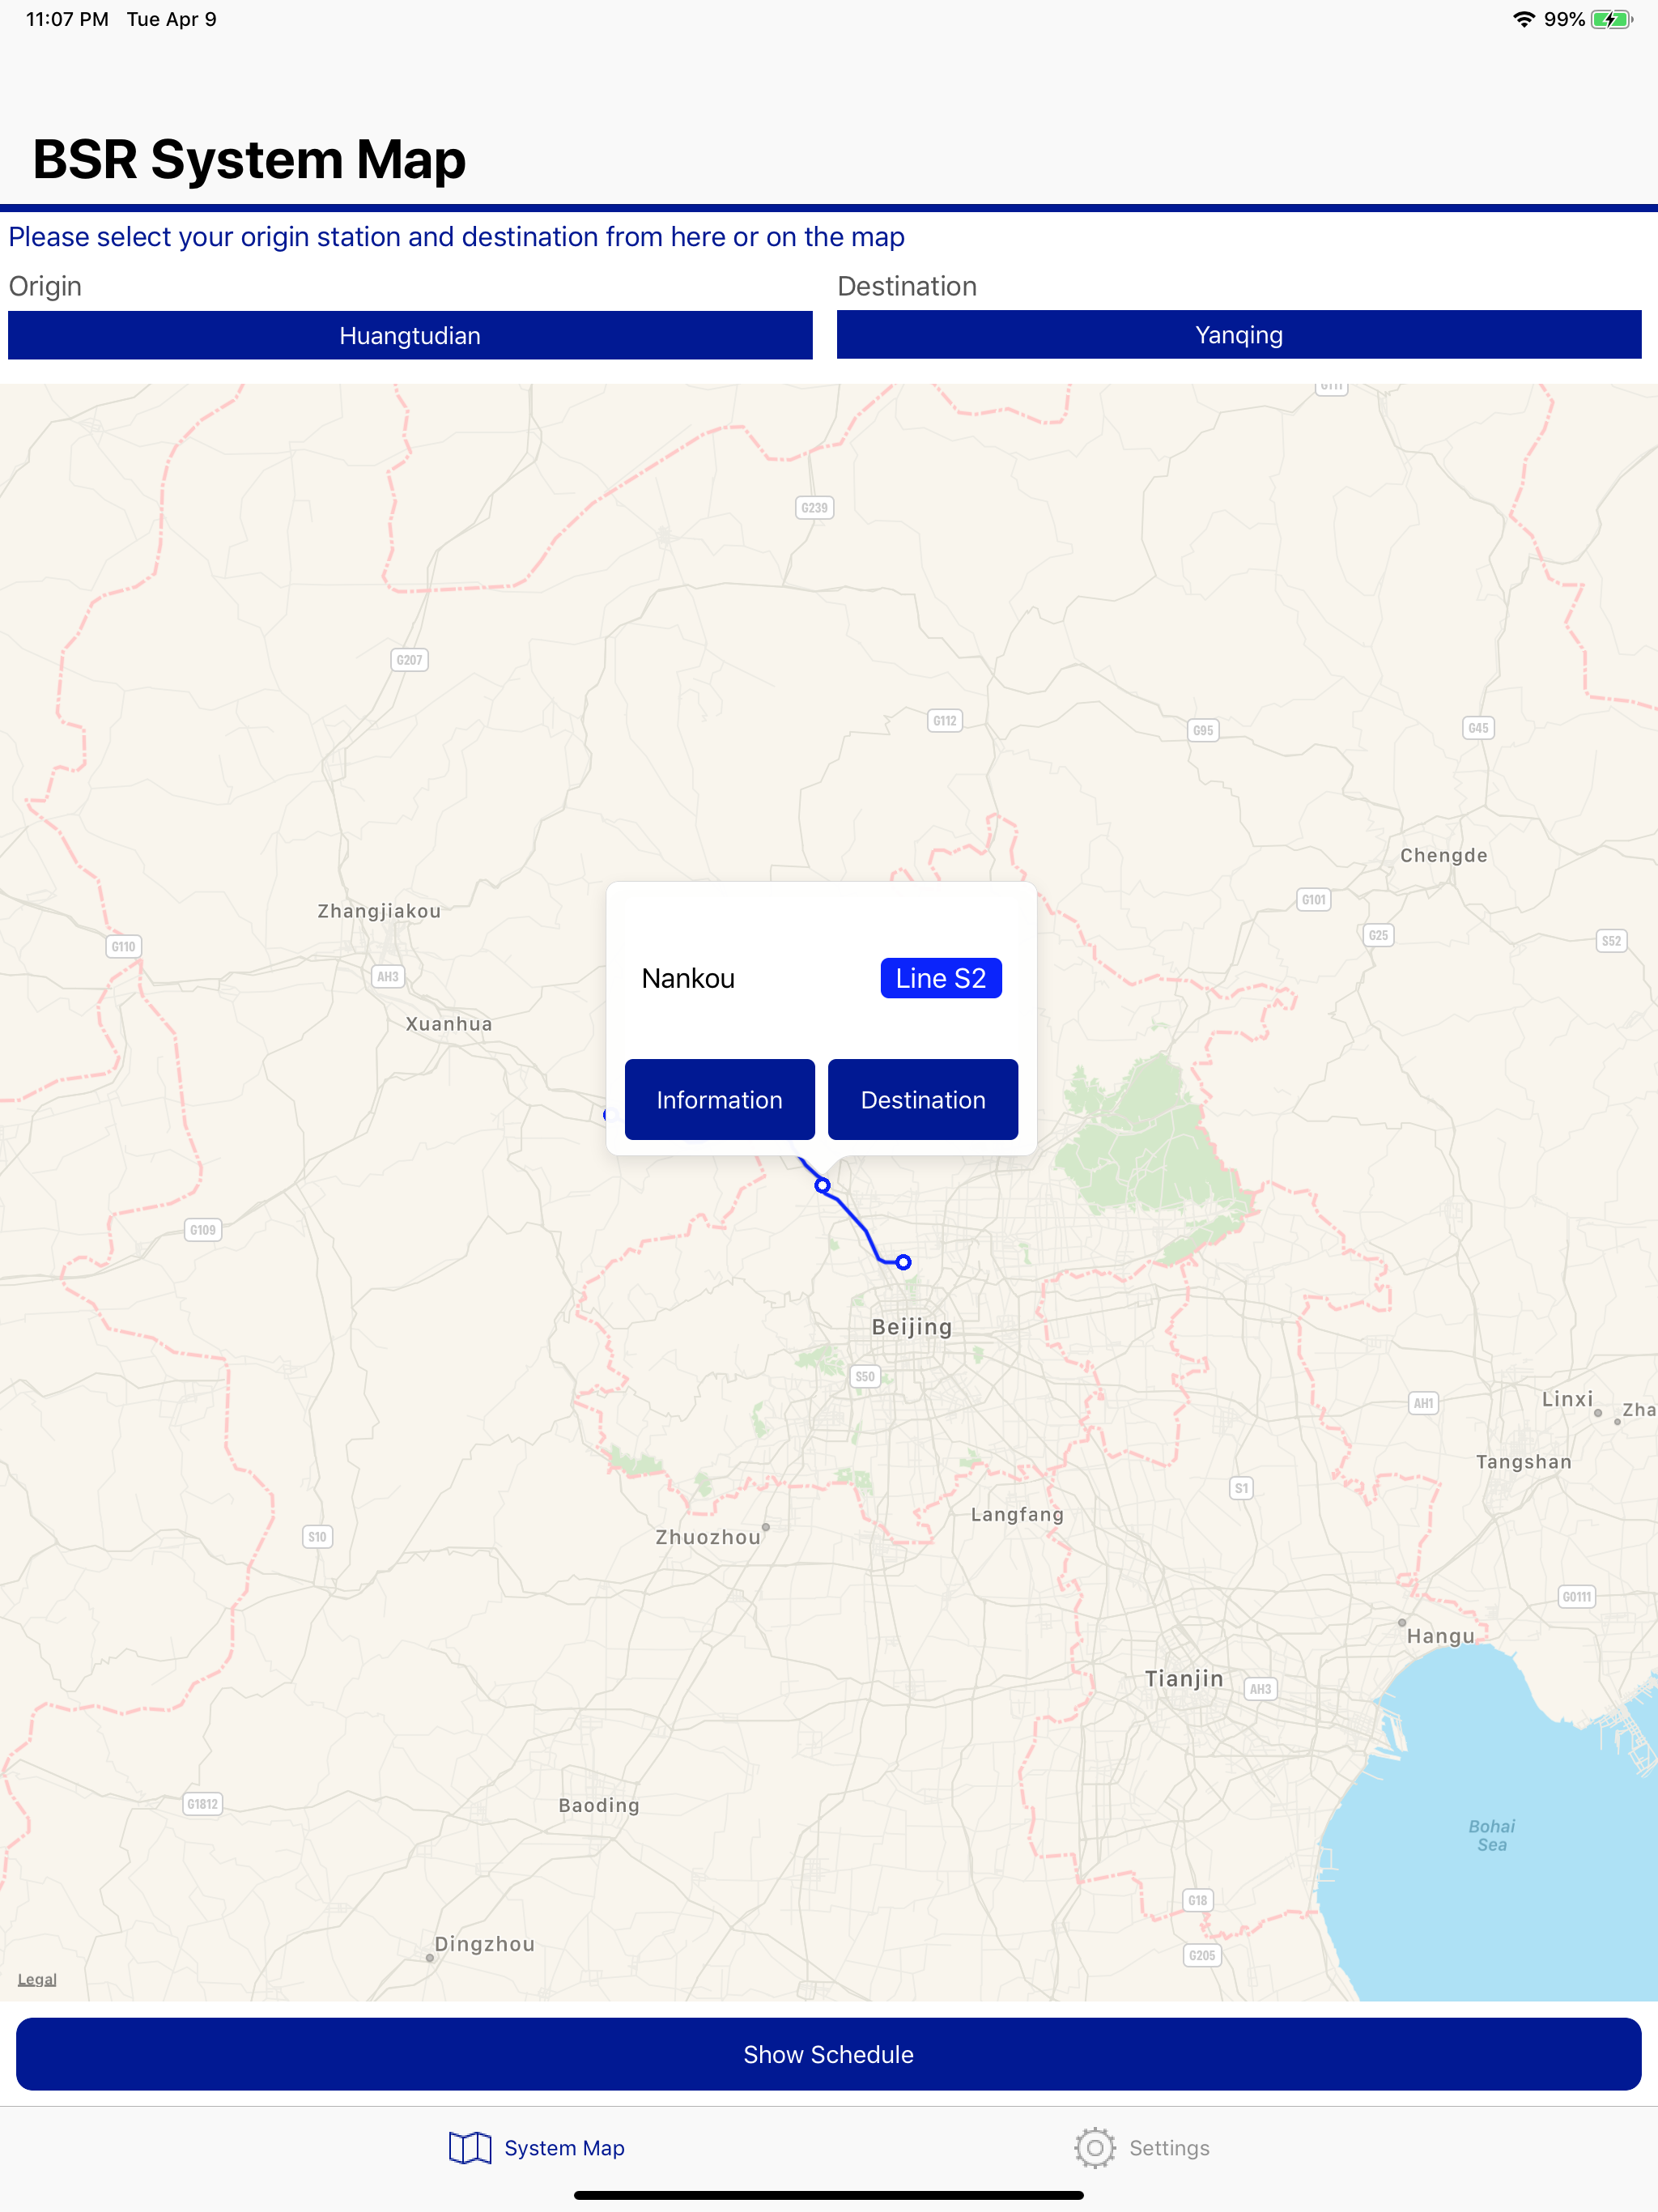 11:07 PM Tue Apr 9
99%
BSR System Map
Please select your origin station and destination from here or on the map
Origin
Destination
Huangtudian
Yanqing
G111
G239
G207
G112
G95
G45
Chengde
G101
Zhangjiakou
G25
S52
G110
AH3
Nankou
Line S2
Xuanhua
Information
Destination
G109
Beijing
S50
Linxi
AH1
Zha
Tangshan
S1
Langfang
S10
Zhuozhou
G0111
Hangu
Tianjin
AH3
G1812
Baoding
Bohai
Sea
G18
Dingzhou
G205
Legal
Show Schedule
System Map
Settings